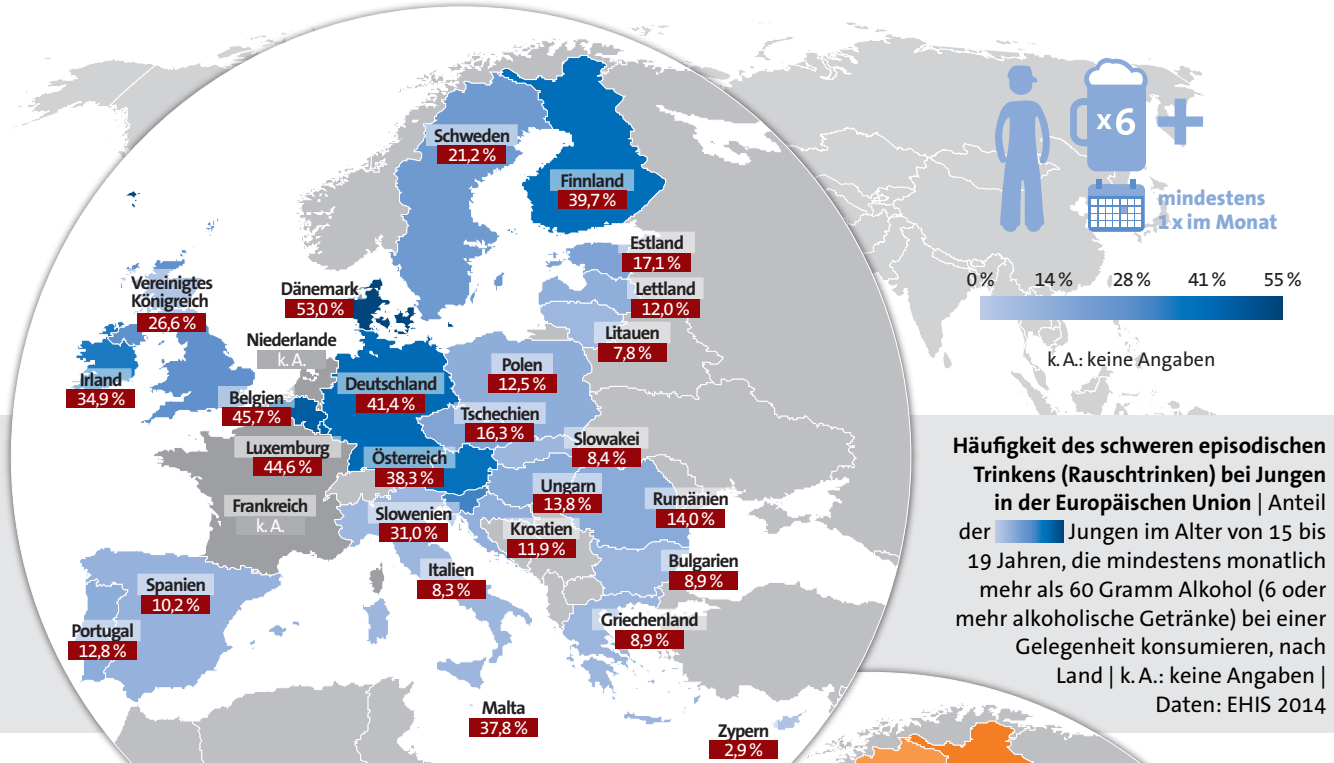 Schweden
21,2 %
Finnland
39,7 %
Estland
17,1 %
Lettland
12,0 %
Litauen
7,8 %
Vereinigtes
Königreich
26,6 %
Dänemark
53,0 %
Niederlande
k. A.
Irland
34,9 %
Belgien
45,7 %
Deutschland
41,4 %
Polen
12,5 %
Tschechien
16,3 %
Luxemburg
44,6 %
Österreich
38,3 %
Slowakei
8,4 %
Ungarn
13,8 %
Rumänien
14,0 %
Frankreich
k. A.
Slowenien
31,0 %
Kroatien
11,9 %
Bulgarien
8,9 %
Italien
8,3 %
Spanien
10,2 %
Portugal
12,8 %
Griechenland
8,9 %
Malta
37,8 %
Zypern
2,9 %
x6
mindestens
1x im Monat
0 % 14 % 28 % 41 % 55 %
k. A.: keine Angaben
Häufigkeit des schweren episodischen
Trinkens (Rauschtrinken) bei Jungen
in der Europäischen Union | Anteil
der Jungen im Alter von 15 bis
19 Jahren, die mindestens monatlich
mehr als 60 Gramm Alkohol (6 oder
mehr alkoholische Getränke) bei einer
Gelegenheit konsumieren, nach
Land | k. A.: keine Angaben |
Daten: EHIS 2014